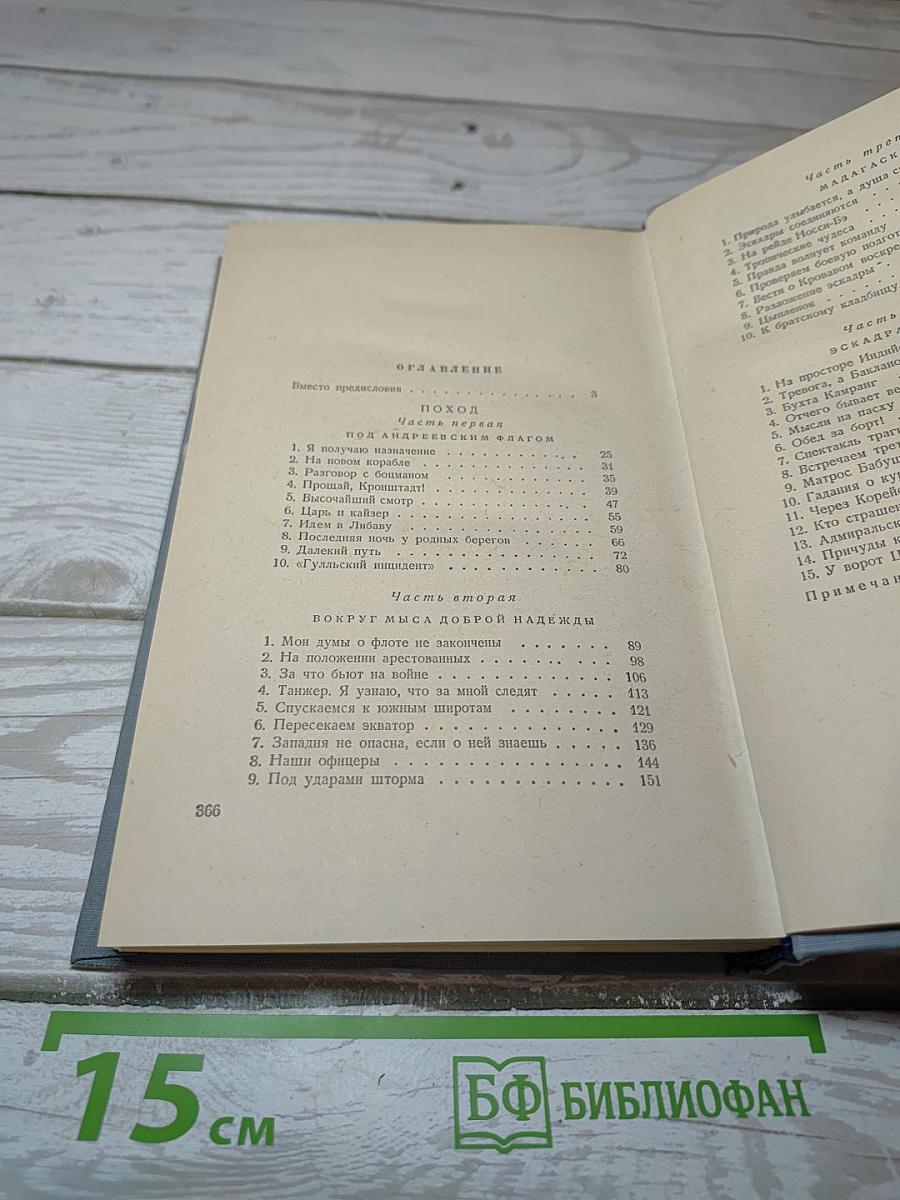 ОГЛАВЛЕНИЕ
Вместо предисловия . . . . . . . . . . . . . . . 3
ПОХОД
Часть первая
ПОД АНДРЕЕВСКИМ ФЛАГОМ
1. Я получаю назначение . . . . . . . . . . . 25
2. На новом корабле . . . . . . . . . . . . . 31
3. Разговор с боцманом . . . . . . . . . . . . 35
4. Прощай, Кронштадт! . . . . . . . . . . . . 39
5. Высочайший смотр . . . . . . . . . . . . . 47
6. Царь и кайзер . . . . . . . . . . . . . . . 55
7. Идем в Либаву . . . . . . . . . . . . . . 59
8. Последняя ночь у родных берегов . . . . . . 66
9. Далекий путь . . . . . . . . . . . . . . . 72
10. «Гулльский инцидент» . . . . . . . . . . . . 80
Часть вторая
ВОКРУГ МЫСА ДОБРОЙ НАДЕЖДЫ
1. Мои думы о флоте не закончены . . . . . . . 89
2. На положении арестованных . . . . . . . . . . 98
3. За что бьют на войне . . . . . . . . . . . . . 106
4. Танжер. Я узнаю, что за мной следят . . . . . 113
5. Спускаемся к южным широтам . . . . . . . . 121
6. Пересекаем экватор . . . . . . . . . . . . . 129
7. Западня не опасна, если о ней знаешь . . . . . 136
8. Наши офицеры . . . . . . . . . . . . . . . 144
9. Под ударами шторма . . . . . . . . . . . . 151
366
Часть
1. Природа улыбается, а душа
2. Эскадры соединяются . . .
3. На рейде Носси-Бэ . . .
4. Тропические чудеса . . .
5. Правда волнует команду
6. Проверяем боевую
7. Вести о Кровавом
8. Разложение эскадры . .
9. Цыпленок . . . . . .
10. К братскому кладбищу
Часть
1. На просторе
2. Тревога, а
3. Бухта Камранг
4. Отчего бывает
5. Мысли на пасху
6. Обед за борт!
7. Спектакль
8. Встречаем
9. Матрос
10. Гадания о
11. Через
12. Кто
13.
14. Причуды
15. У ворот
15 см
БФ БИБЛИОФАН